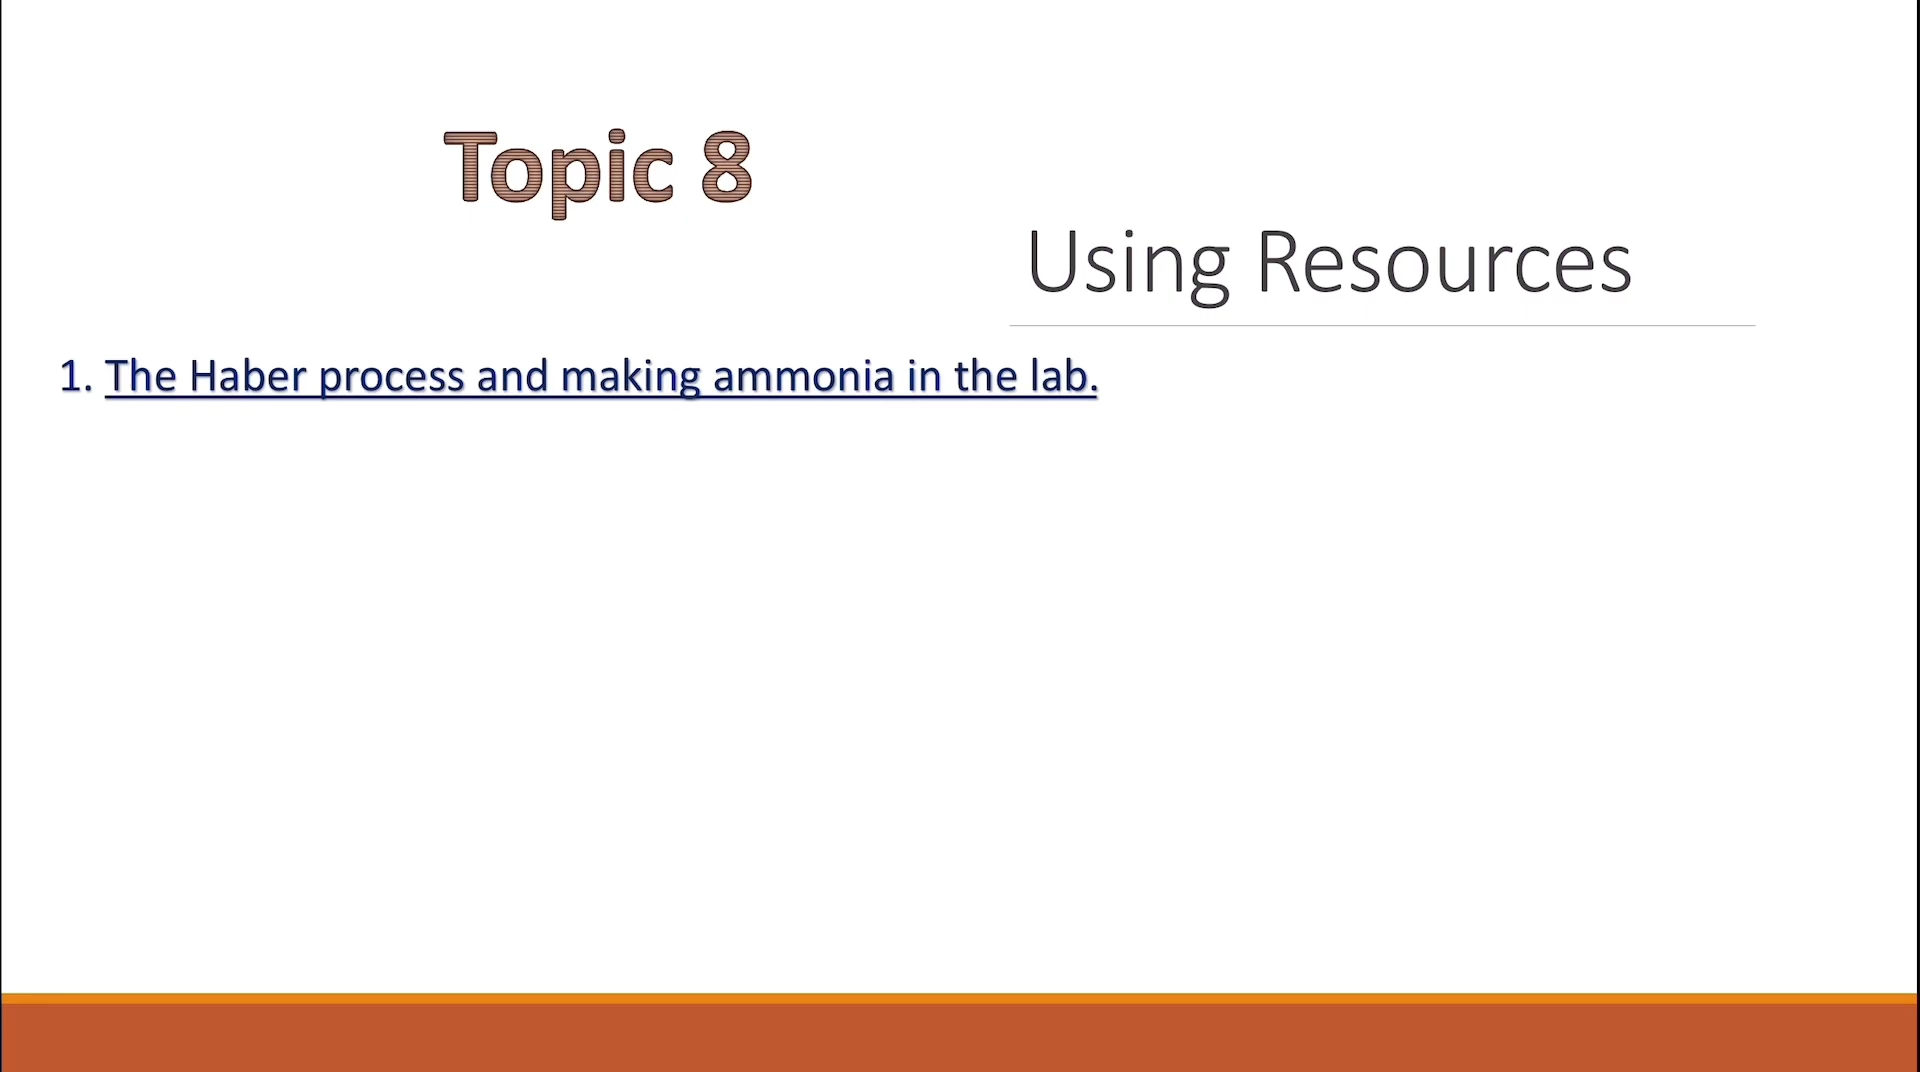 Topic 8
Using Resources
1. The Haber process and making ammonia in the lab.